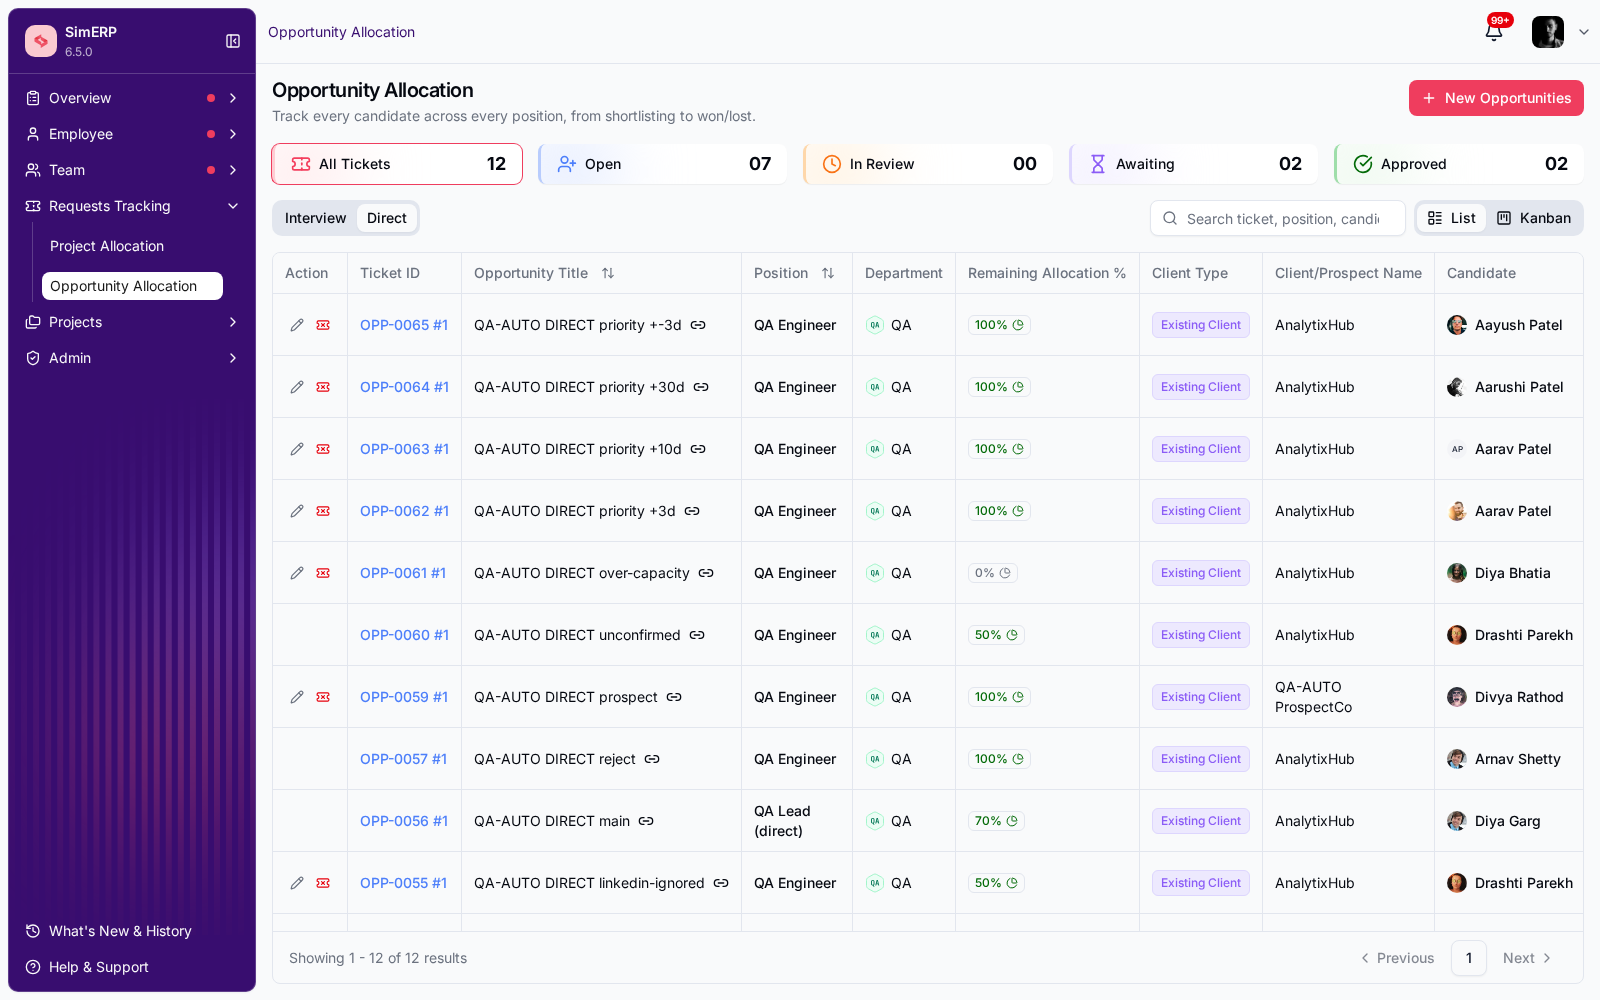 SimERP
6.5.0
Overview
Employee
Team
Requests Tracking
Project Allocation
Opportunity Allocation
Projects
Admin
What's New & History
Help & Support
Opportunity Allocation
99+
Opportunity Allocation
Track every candidate across every position, from shortlisting to won/lost.
New Opportunities
All Tickets 12
Open 07
In Review 00
Awaiting 02
Approved 02
Interview Direct
Search ticket, position, candi
List Kanban
Action Ticket ID Opportunity Title Position Department Remaining Allocation % Client Type Client/Prospect Name Candidate
OPP-0065 #1 QA-AUTO DIRECT priority +-3d QA Engineer QA QA 100% Existing Client AnalytixHub Aayush Patel
OPP-0064 #1 QA-AUTO DIRECT priority +30d QA Engineer QA QA 100% Existing Client AnalytixHub Aarushi Patel
OPP-0063 #1 QA-AUTO DIRECT priority +10d QA Engineer QA QA 100% Existing Client AnalytixHub AP Aarav Patel
OPP-0062 #1 QA-AUTO DIRECT priority +3d QA Engineer QA QA 100% Existing Client AnalytixHub Aarav Patel
OPP-0061 #1 QA-AUTO DIRECT over-capacity QA Engineer QA QA 0% Existing Client AnalytixHub Diya Bhatia
OPP-0060 #1 QA-AUTO DIRECT unconfirmed QA Engineer QA QA 50% Existing Client AnalytixHub Drashti Parekh
OPP-0059 #1 QA-AUTO DIRECT prospect QA Engineer QA QA 100% Existing Client QA-AUTO
ProspectCo Divya Rathod
OPP-0057 #1 QA-AUTO DIRECT reject QA Engineer QA QA 100% Existing Client AnalytixHub Arnav Shetty
OPP-0056 #1 QA-AUTO DIRECT main QA Lead
(direct) QA QA 70% Existing Client AnalytixHub Diya Garg
OPP-0055 #1 QA-AUTO DIRECT linkedin-ignored QA Engineer QA QA 50% Existing Client AnalytixHub Drashti Parekh
Showing 1 - 12 of 12 results
Previous 1 Next